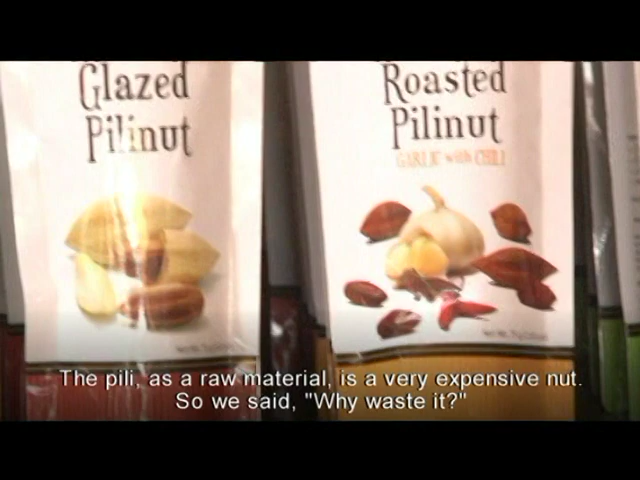 Glazed
Pilinut
Roasted
Pilinut
GARLIC with CHILI
The pili, as a raw material, is a very expensive nut.
So we said, "Why waste it?"